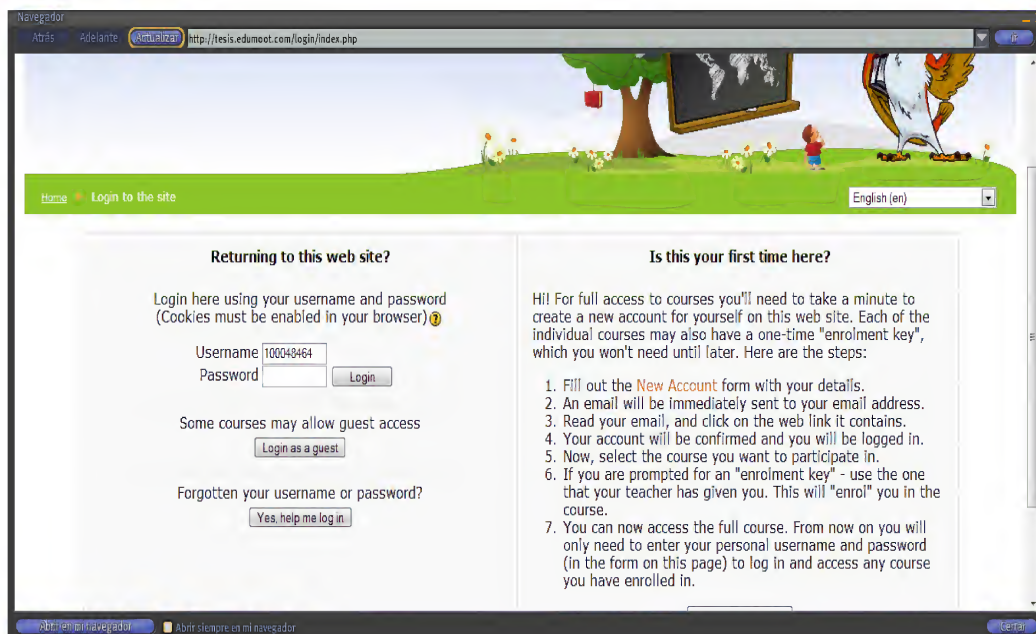 Navegador
Atrás Adelante Actualizar http://tesis.edumoot.com/login/index.php Ir
Home Login to the site English (en)
Returning to this web site?
Login here using your username and password
(Cookies must be enabled in your browser) ?
Username 100048464
Password Login
Some courses may allow guest access
Login as a guest
Forgotten your username or password?
Yes, help me log in
Is this your first time here?
Hi! For full access to courses you'll need to take a minute to
create a new account for yourself on this web site. Each of the
individual courses may also have a one-time "enrolment key",
which you won't need until later. Here are the steps:
1. Fill out the New Account form with your details.
2. An email will be immediately sent to your email address.
3. Read your email, and click on the web link it contains.
4. Your account will be confirmed and you will be logged in.
5. Now, select the course you want to participate in.
6. If you are prompted for an "enrolment key" - use the one
that your teacher has given you. This will "enrol" you in the
course.
7. You can now access the full course. From now on you will
only need to enter your personal username and password
(in the form on this page) to log in and access any course
you have enrolled in.
Abrir en mi navegador Abrir siempre en mi navegador Cerrar